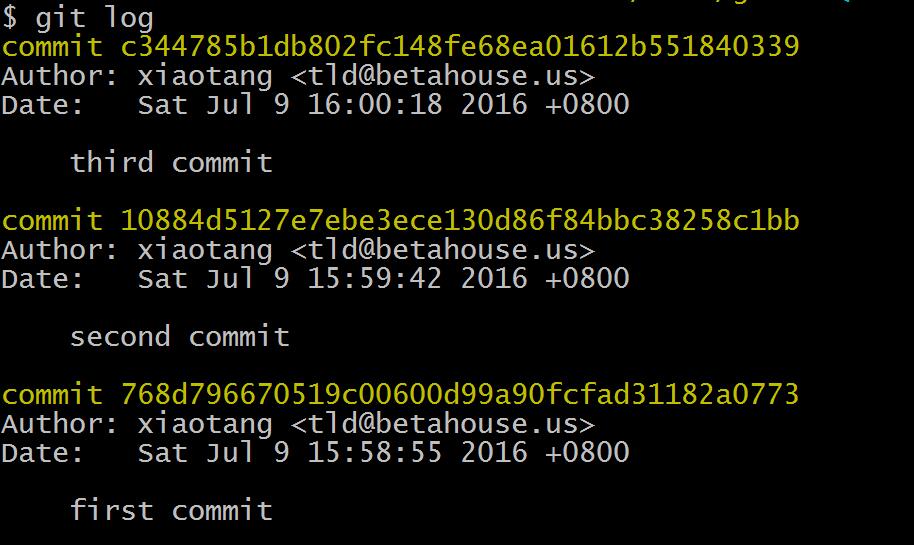 $ git log
commit c344785b1db802fc148fe68ea01612b551840339
Author: xiaotang <tld@betahouse.us>
Date:   Sat Jul 9 16:00:18 2016 +0800
    third commit
commit 10884d5127e7ebe3ece130d86f84bbc38258c1bb
Author: xiaotang <tld@betahouse.us>
Date:   Sat Jul 9 15:59:42 2016 +0800
    second commit
commit 768d796670519c00600d99a90fcfad31182a0773
Author: xiaotang <tld@betahouse.us>
Date:   Sat Jul 9 15:58:55 2016 +0800
    first commit